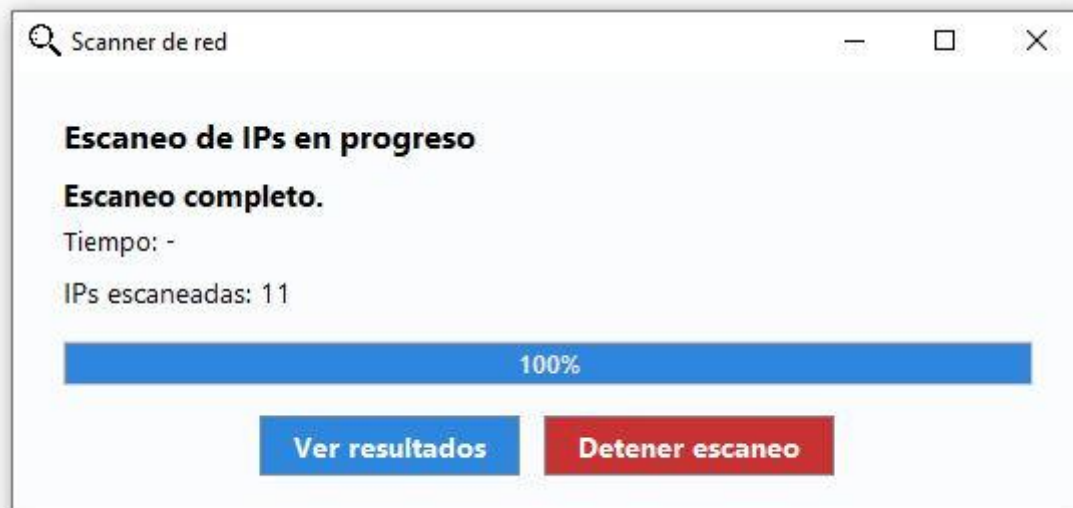 Scanner de red
Escaneo de IPs en progreso
Escaneo completo.
Tiempo: -
IPs escaneadas: 11
100%
Ver resultados
Detener escaneo